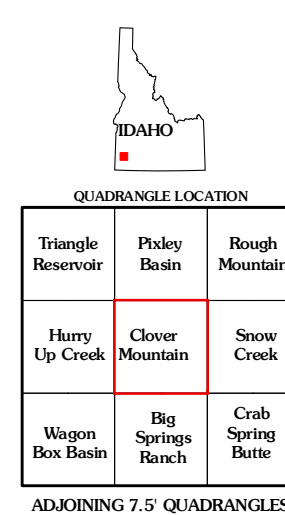 IDAHO
QUADRANGLE LOCATION
Triangle
Reservoir
Pixley
Basin
Rough
Mountain
Hurry
Up Creek
Clover
Mountain
Snow
Creek
Wagon
Box Basin
Big
Springs
Ranch
Crab
Spring
Butte
ADJOINING 7.5' QUADRANGLES